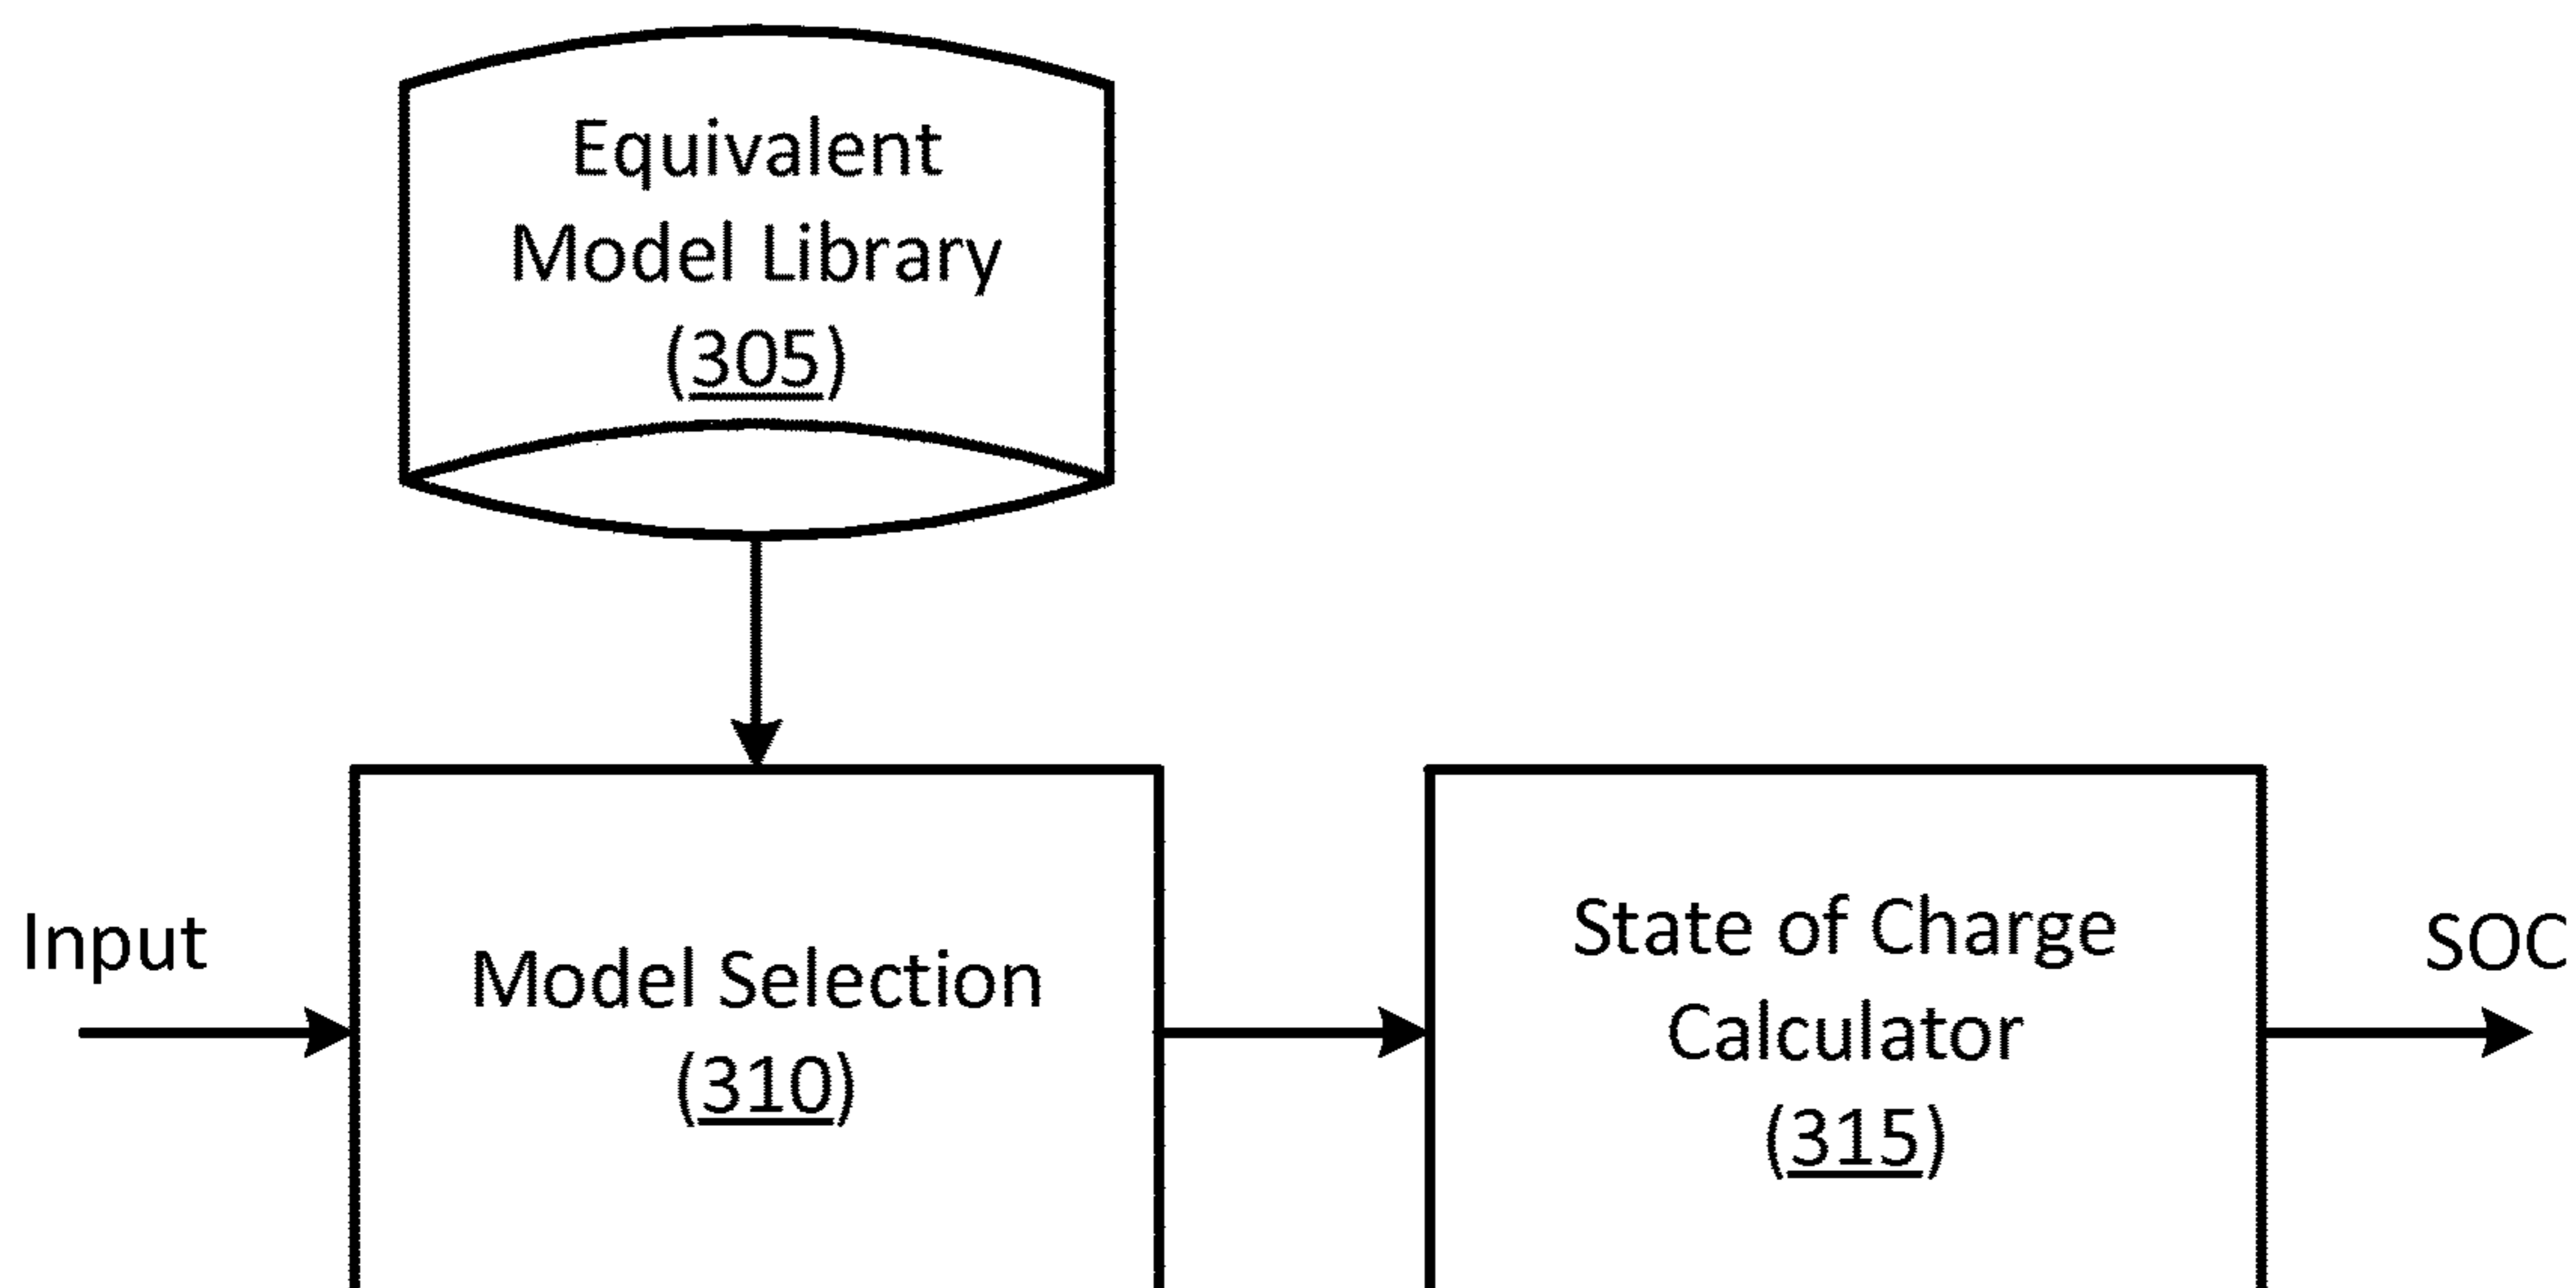 Equivalent
Model Library
(305)
Input
Model Selection
(310)
State of Charge
Calculator
(315)
SOC